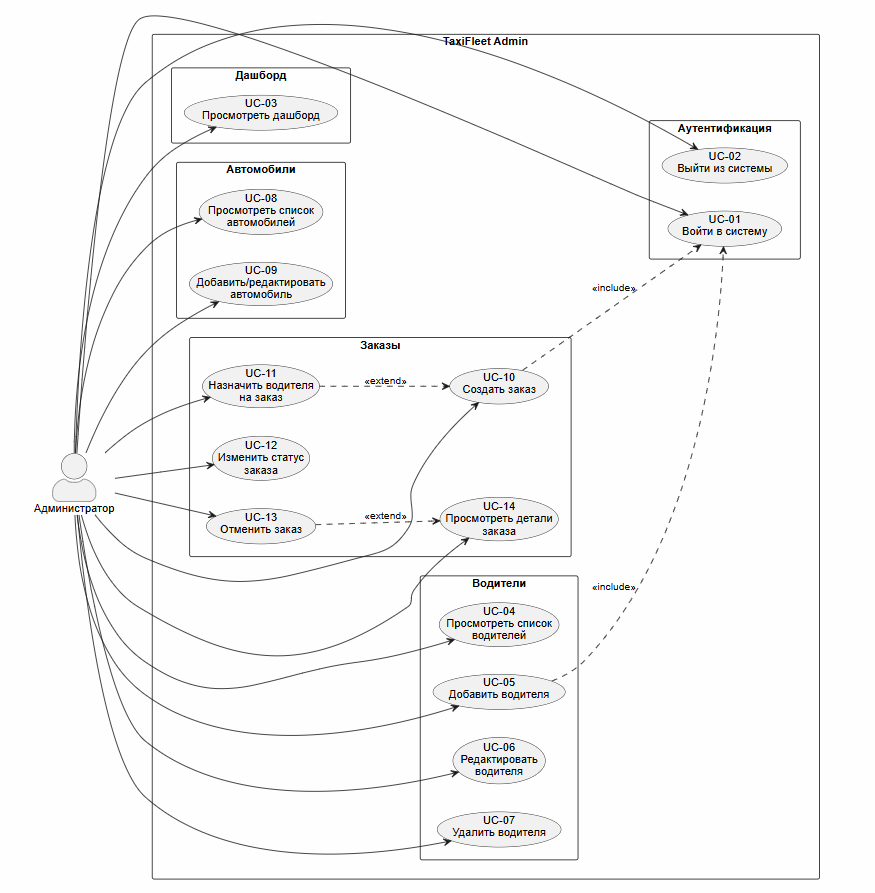 TaxiFleet Admin
Дашборд
UC-03
Просмотреть дашборд
Аутентификация
UC-02
Выйти из системы
UC-01
Войти в систему
Автомобили
UC-08
Просмотреть список
автомобилей
UC-09
Добавить/редактировать
автомобиль
«include»
Заказы
UC-11
Назначить водителя
на заказ
«extend»
UC-10
Создать заказ
UC-12
Изменить статус
заказа
UC-13
Отменить заказ
«extend»
UC-14
Просмотреть детали
заказа
Администратор
Водители
«include»
UC-04
Просмотреть список
водителей
UC-05
Добавить водителя
UC-06
Редактировать
водителя
UC-07
Удалить водителя